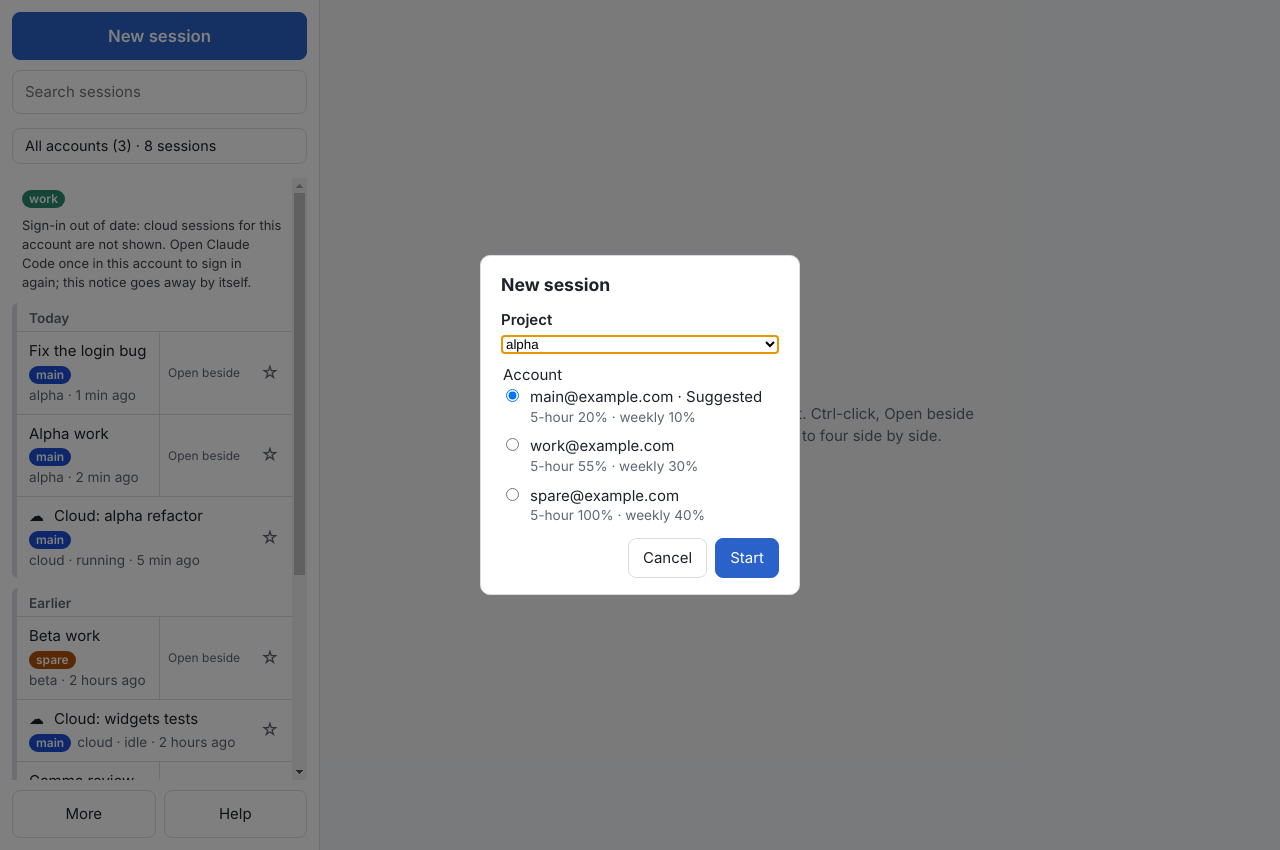 New session
Search sessions
All accounts (3) · 8 sessions
work
Sign-in out of date: cloud sessions for this
account are not shown. Open Claude
Code once in this account to sign in
again; this notice goes away by itself.
Today
Fix the login bug
main
alpha · 1 min ago
Open beside
☆
Alpha work
main
alpha · 2 min ago
Open beside
☆
☁ Cloud: alpha refactor
main
cloud · running · 5 min ago
☆
Earlier
Beta work
spare
beta · 2 hours ago
Open beside
☆
☁ Cloud: widgets tests
main cloud · idle · 2 hours ago
☆
Gamma review
More
Help
New session
Project
alpha
Account
main@example.com · Suggested
5-hour 20% · weekly 10%
work@example.com
5-hour 55% · weekly 30%
spare@example.com
5-hour 100% · weekly 40%
Cancel
Start
Ctrl-click, Open beside
to four side by side.